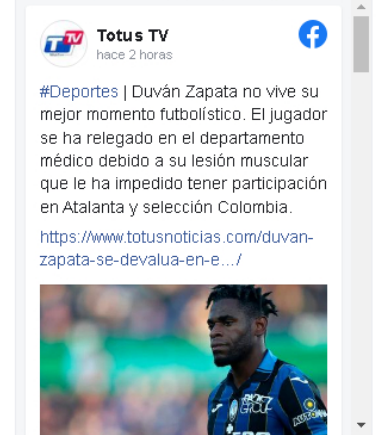 Totus TV
hace 2 horas
#Deportes | Duván Zapata no vive su
mejor momento futbolístico. El jugador
se ha relegado en el departamento
médico debido a su lesión muscular
que le ha impedido tener participación
en Atalanta y selección Colombia.
https://www.totusnoticias.com/duvan-
zapata-se-devalua-en-e…/
GROUP